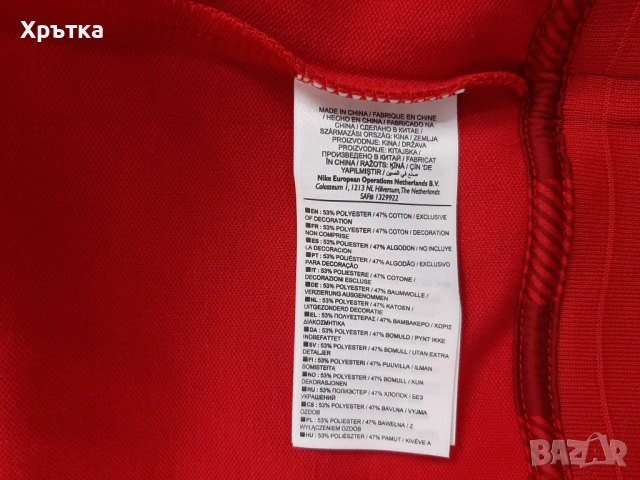 Хрътка
MADE IN CHINA / FABRIQUE EN CHINE
/ HECHO EN CHINA / FABRICADO NA
CHINA / СДЕЛАНО В КИТАЕ /
SZÁRMAZÁSI ORSZÁG: KÍNA / ZEMLJA
PROIZVODNJE: KINA / DRŽAVA
PROIZVODNJE: KITAJSKA /
ПРОИЗВЕДЕНО В КИТАЙ / FABRICAT
ÎN CHINA / RAŽOTS: ĶĪNĀ / ÇİN'DE
YAPILMIŞTIR / صنع في الصين
Nike European Operations Netherlands B.V.
Colosseum 1, 1213 NL Hilversum, The Netherlands
SAP# 1329922
EN: 53% POLYESTER / 47% COTTON / EXCLUSIVE
OF DECORATION
FR: 53% POLYESTER / 47% COTON / DECORATION
NON COMPRISE
ES: 53% POLIÉSTER / 47% ALGODON / NO INCLUYE
LA DECORACION
PT: 53% POLIÉSTER / 47% ALGODÃO / EXCLUSIVO
PARA DECORAÇÃO
IT: 53% POLIESTERE / 47% COTONE /
DECORAZIONI ESCLUSE
DE: 53% POLYESTER / 47% BAUMWOLLE /
VERZIERUNG AUSGENOMMEN
NL: 53% POLYESTER / 47% KATOEN /
UITGEZONDERD DECORATIE
EL: 53% ΠΟΛΥΕΣΤΕΡΑΣ / 47% ΒΑΜΒΑΚΕΡΟ / ΧΩΡΙΣ
ΔΙΑΚΟΣΜΗΤΙΚΑ
DA: 53% POLYESTER / 47% BOMULD / PYNT IKKE
INDBEFATTET
SV: 53% POLYESTER / 47% BOMULL / UTAN EXTRA
DETALJER
FI: 53% POLYESTERI / 47% PUUVILLA / ILMAN
SOMISTEITA
NO: 53% POLYESTER / 47% BOMULL / KUN
DEKORASJONEN
RU: 53% ПОЛИЭСТЕР / 47% ХЛОПОК / БЕЗ
УКРАШЕНИЙ
CS: 53% POLYESTER / 47% BAVLNA / VYJMA
OZDOB
PL: 53% POLIESTER / 47% BAWEŁNA / Z
WYŁĄCZENIEM OZDÓB
HU: 53% POLIÉSZTER / 47% PAMUT / KIVÉVE A
BAZAR